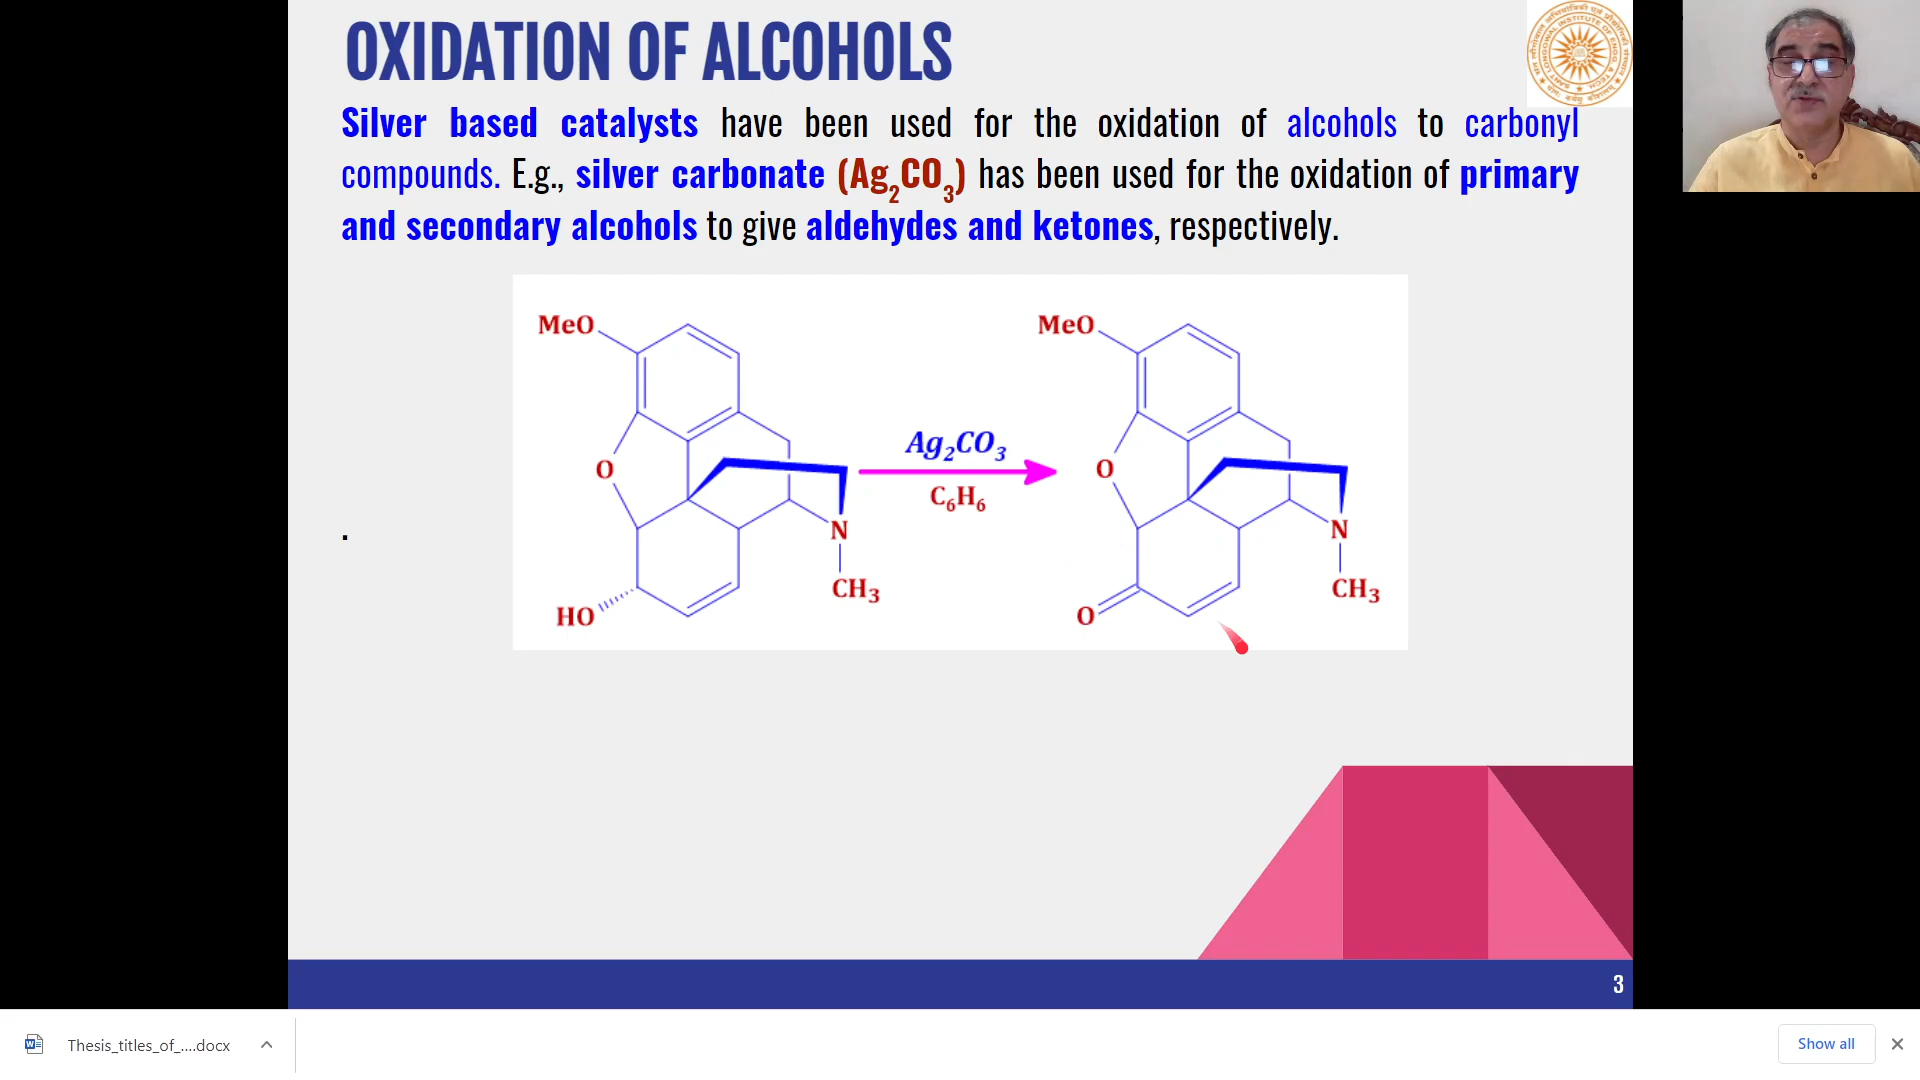 OXIDATION OF ALCOHOLS
Silver based catalysts have been used for the oxidation of alcohols to carbonyl
compounds. E.g., silver carbonate (Ag2CO3) has been used for the oxidation of primary
and secondary alcohols to give aldehydes and ketones, respectively.
MeO
O
HO
N
CH3
Ag2CO3
C6H6
MeO
O
O
N
CH3
.
3
Thesis_titles_of_....docx
Show all